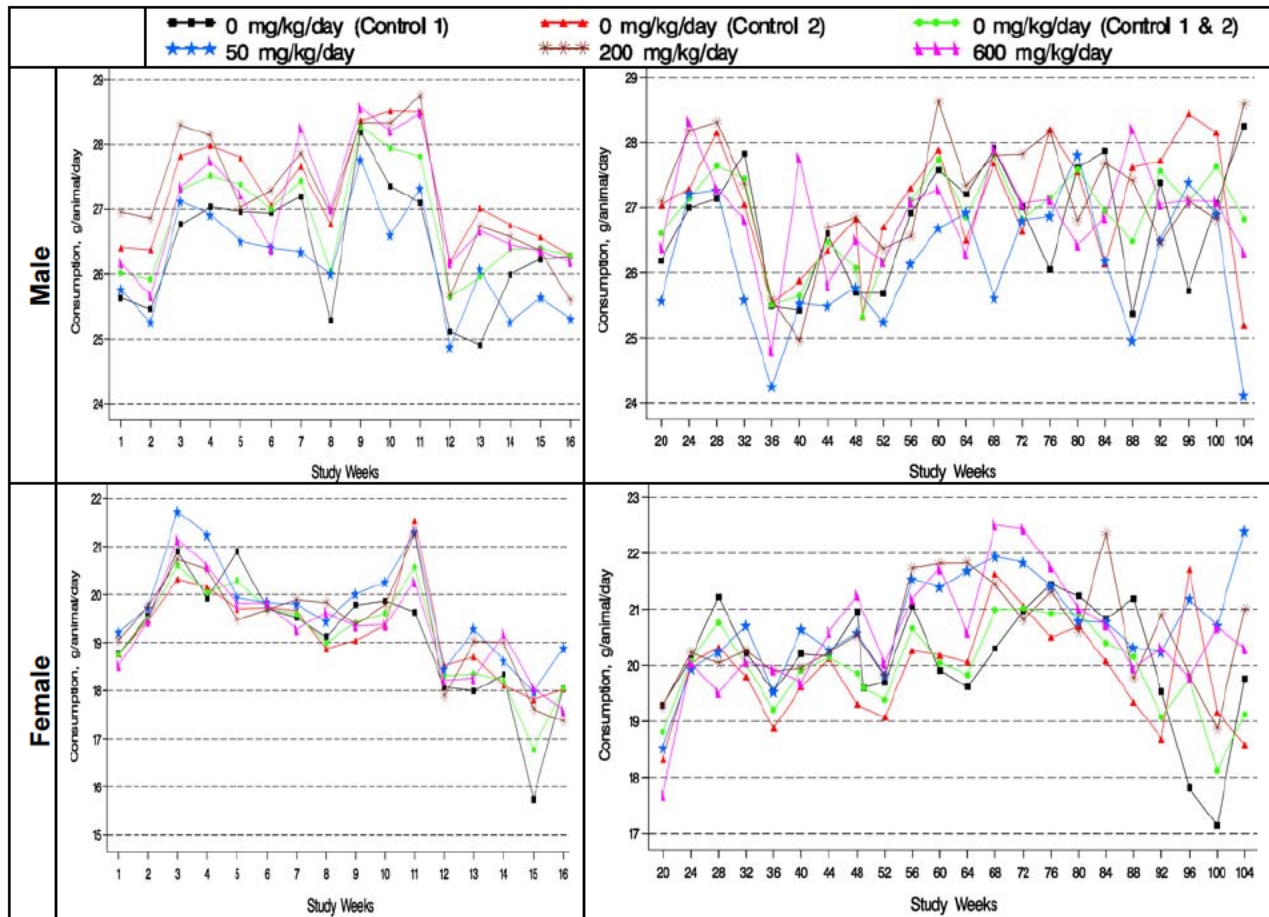 0 mg/kg/day (Control 1) 0 mg/kg/day (Control 2) 0 mg/kg/day (Control 1 & 2)
50 mg/kg/day 200 mg/kg/day 600 mg/kg/day
Male
Consumption, g/animal/day
29
28
27
26
25
24
1 2 3 4 5 6 7 8 9 10 11 12 13 14 15 16
Study Weeks
Consumption, g/animal/day
29
28
27
26
25
24
20 24 28 32 36 40 44 48 52 56 60 64 68 72 76 80 84 88 92 96 100 104
Study Weeks
Female
Consumption, g/animal/day
22
21
20
19
18
17
16
15
1 2 3 4 5 6 7 8 9 10 11 12 13 14 15 16
Study Weeks
Consumption, g/animal/day
23
22
21
20
19
18
17
20 24 28 32 36 40 44 48 52 56 60 64 68 72 76 80 84 88 92 96 100 104
Study Weeks